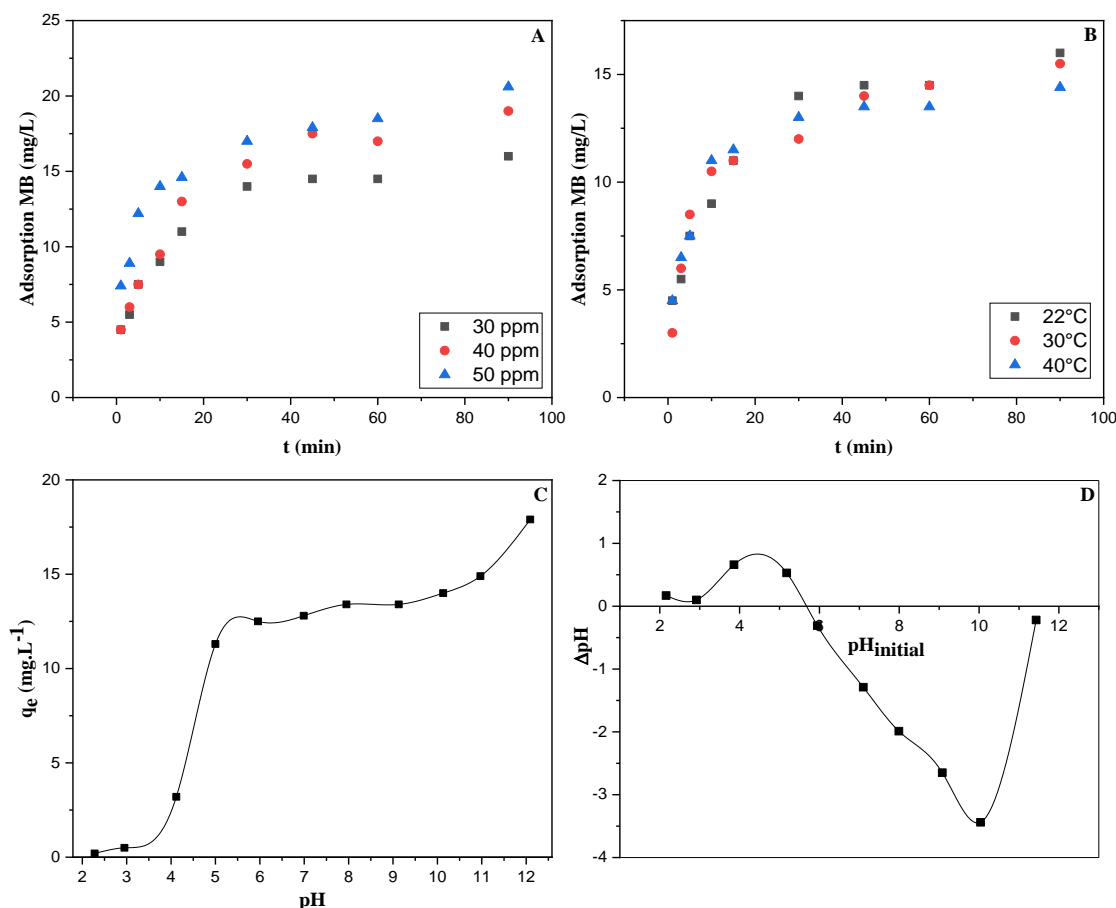 A
25
20
15
10
5
0
Adsorption MB (mg/L)
0 20 40 60 80 100
t (min)
30 ppm
40 ppm
50 ppm
B
15
10
5
0
Adsorption MB (mg/L)
0 20 40 60 80 100
t (min)
22°C
30°C
40°C
C
20
15
10
5
0
qe (mg.L-1)
2 3 4 5 6 7 8 9 10 11 12
pH
D
2
1
0
-1
-2
-3
-4
ΔpH
2 4 6 8 10 12
pHinitial